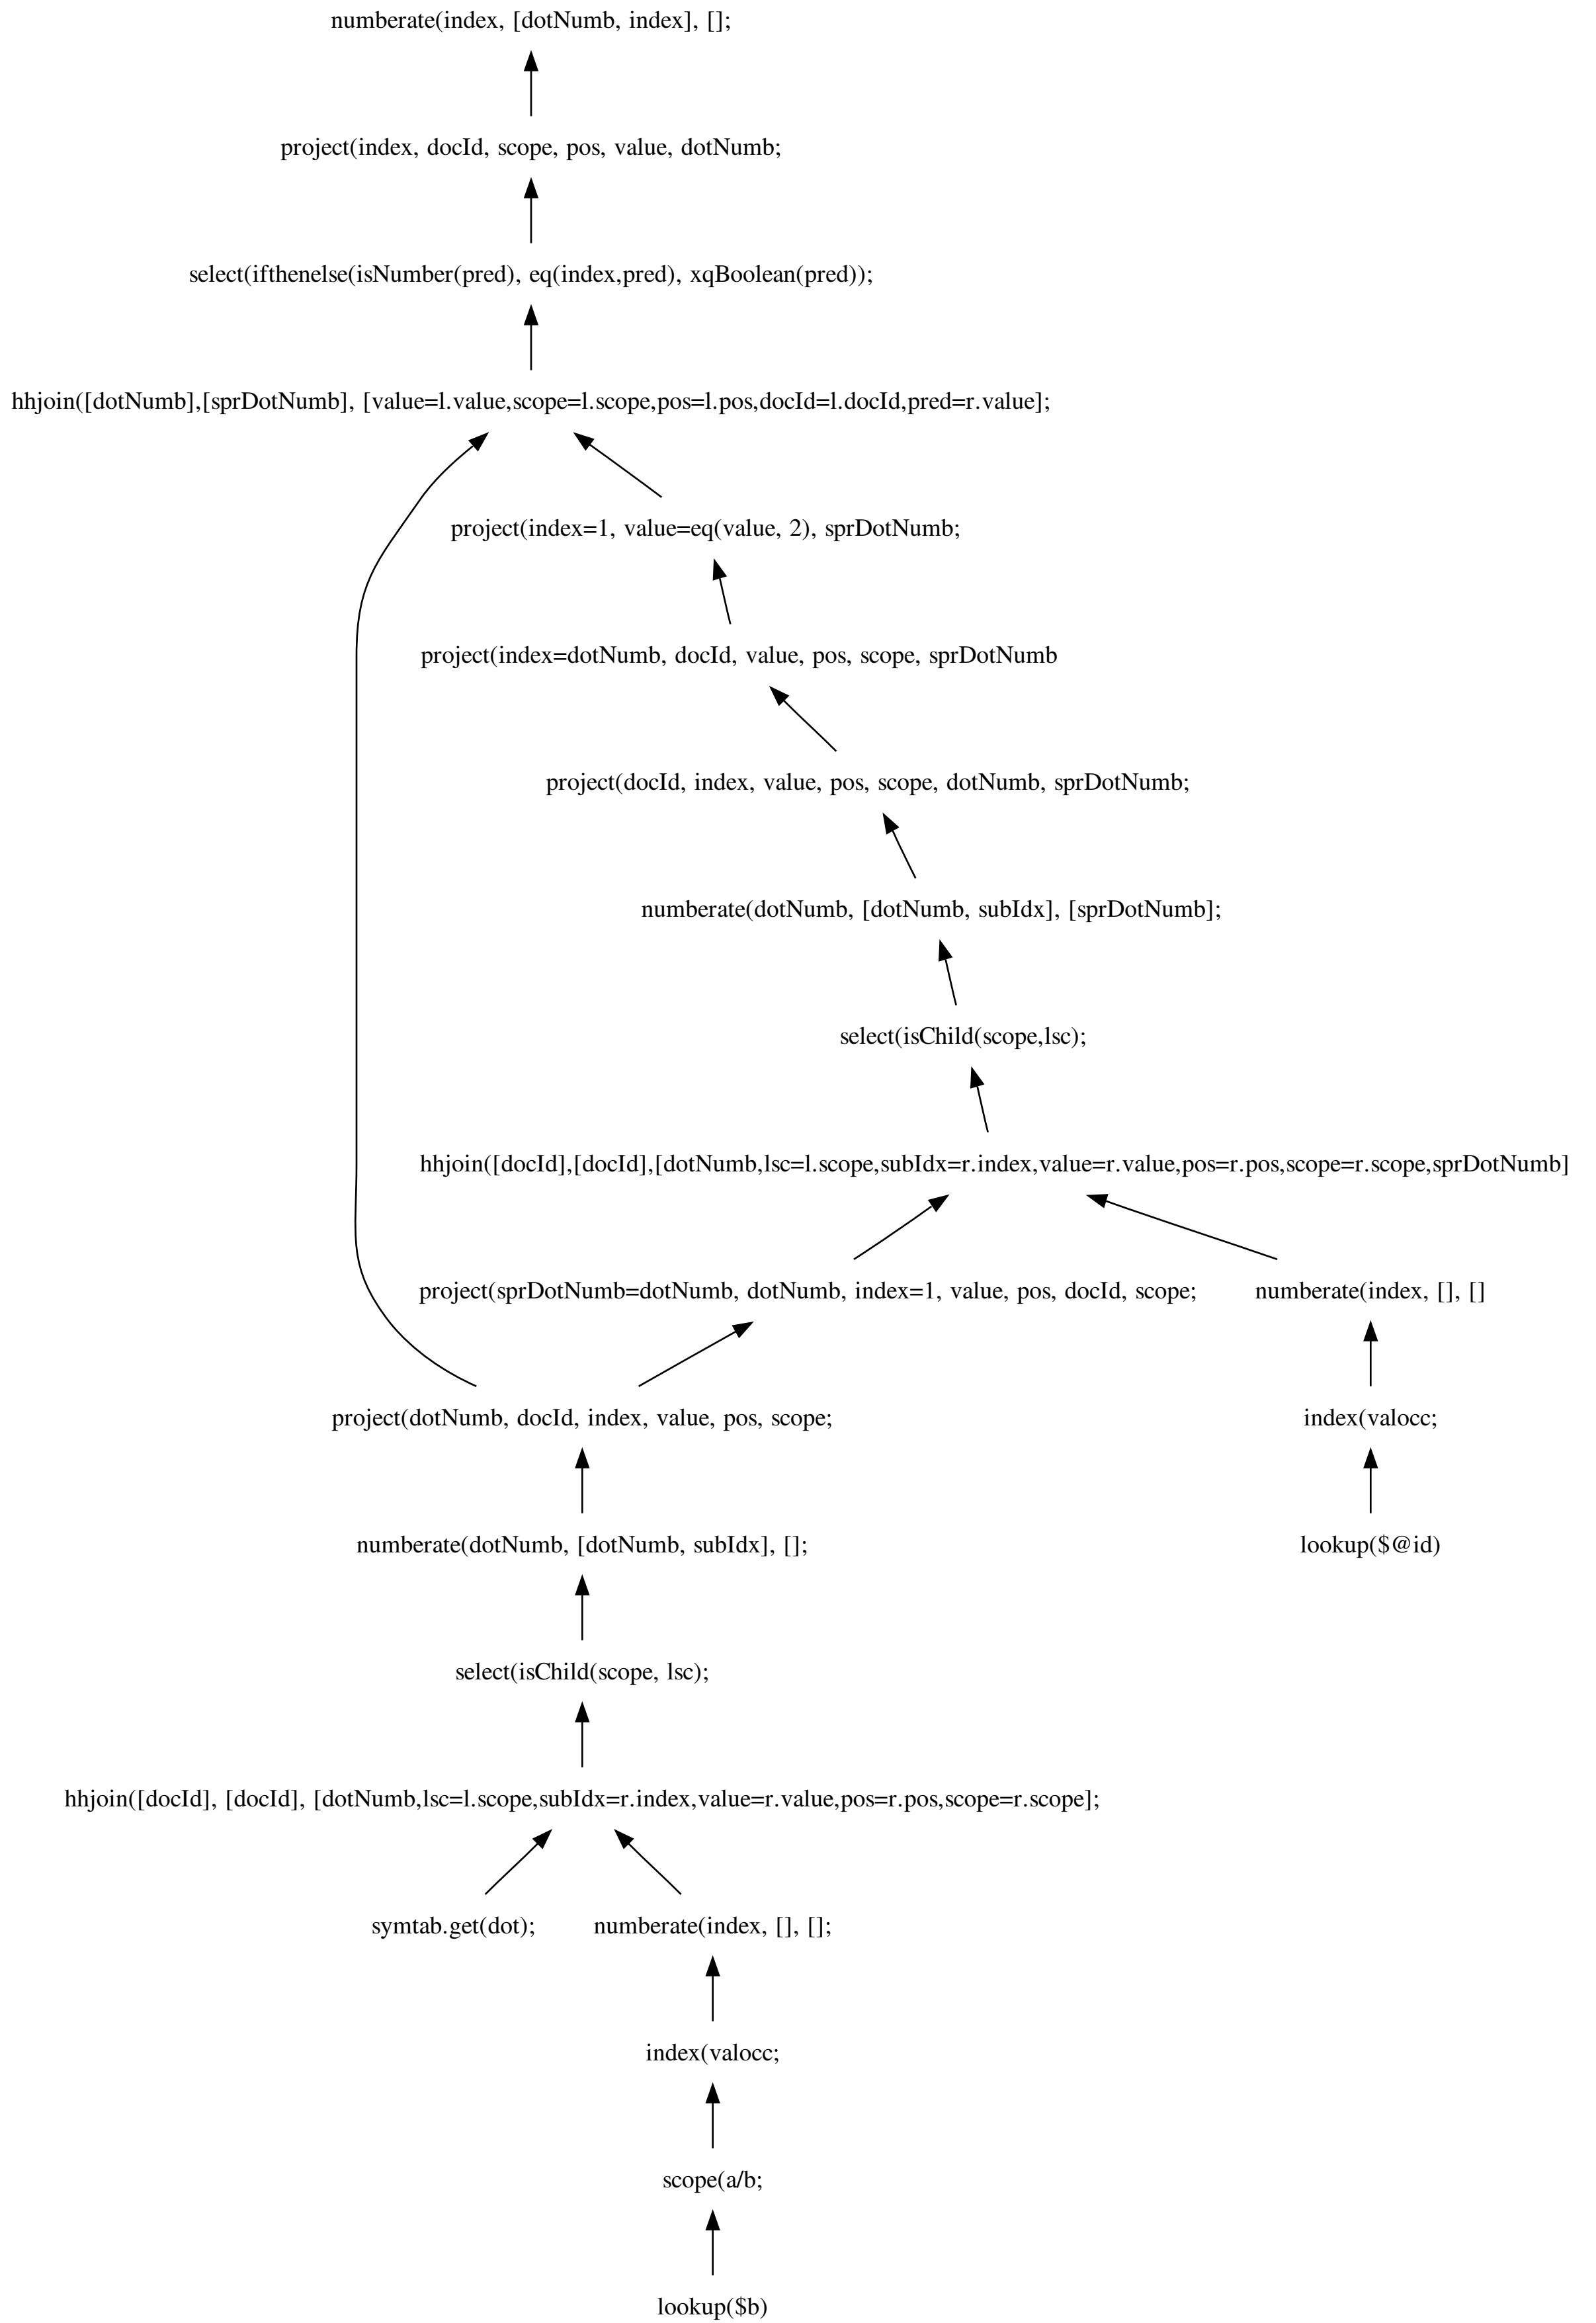 numberate(index, [dotNumb, index], [];
project(index, docId, scope, pos, value, dotNumb;
select(ifthenelse(isNumber(pred), eq(index,pred), xqBoolean(pred));
hhjoin([dotNumb],[sprDotNumb], [value=l.value,scope=l.scope,pos=l.pos,docId=l.docId,pred=r.value];
project(index=1, value=eq(value, 2), sprDotNumb;
project(index=dotNumb, docId, value, pos, scope, sprDotNumb
project(docId, index, value, pos, scope, dotNumb, sprDotNumb;
numberate(dotNumb, [dotNumb, subIdx], [sprDotNumb];
select(isChild(scope,lsc);
hhjoin([docId],[docId],[dotNumb,lsc=l.scope,subIdx=r.index,value=r.value,pos=r.pos,scope=r.scope,sprDotNumb]
project(sprDotNumb=dotNumb, dotNumb, index=1, value, pos, docId, scope;
numberate(index, [], []
project(dotNumb, docId, index, value, pos, scope;
index(valocc;
numberate(dotNumb, [dotNumb, subIdx], [];
lookup($@id)
select(isChild(scope, lsc);
hhjoin([docId], [docId], [dotNumb,lsc=l.scope,subIdx=r.index,value=r.value,pos=r.pos,scope=r.scope];
symtab.get(dot);
numberate(index, [], [];
index(valocc;
scope(a/b;
lookup($b)